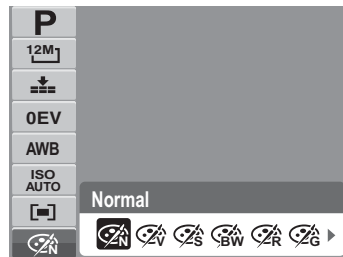 P
12M
0EV
AWB
ISO
AUTO
Normal
N V S BW R G
N